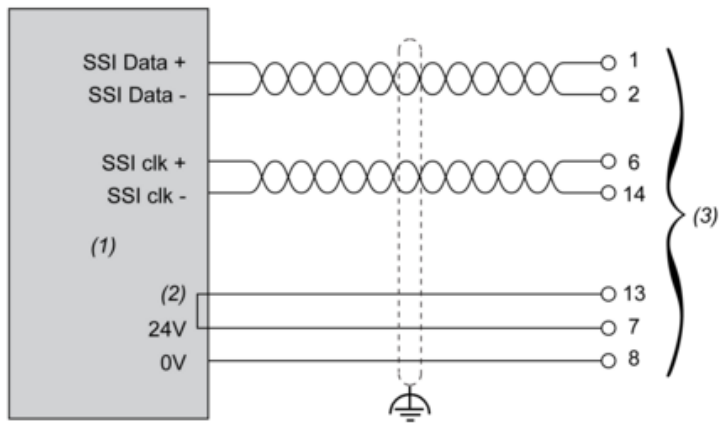 SSI Data + 1
SSI Data - 2
SSI clk + 6
SSI clk - 14
(1) (3)
(2) 13
24V 7
0V 8